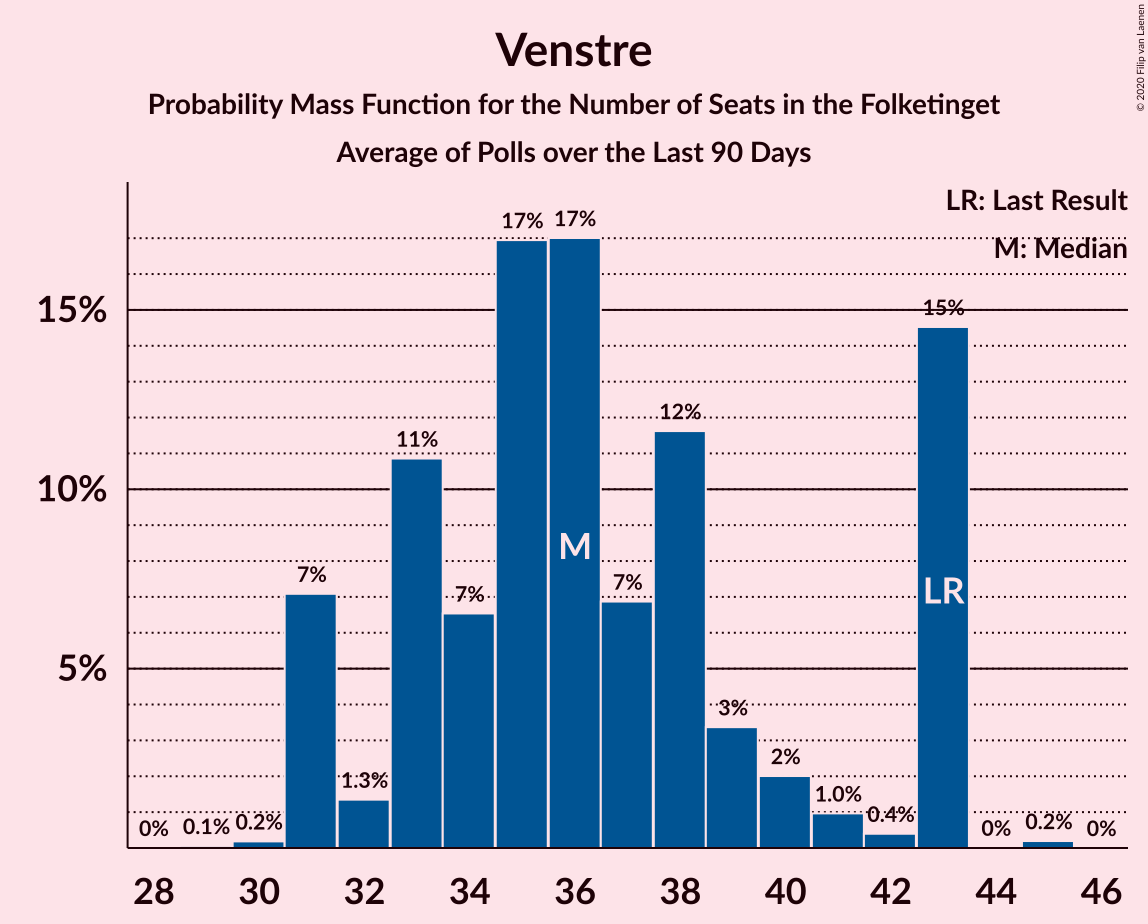 Venstre
Probability Mass Function for the Number of Seats in the Folketinget
Average of Polls over the Last 90 Days
© 2020 Filip van Laenen
LR: Last Result
M: Median
17% 17%
15%
15%
12%
11%
10%
M
7%
7%
7%
LR
5%
3%
2%
1.3%
1.0%
0.4%
0% 0.1% 0.2%
0% 0.2% 0%
28 30 32 34 36 38 40 42 44 46